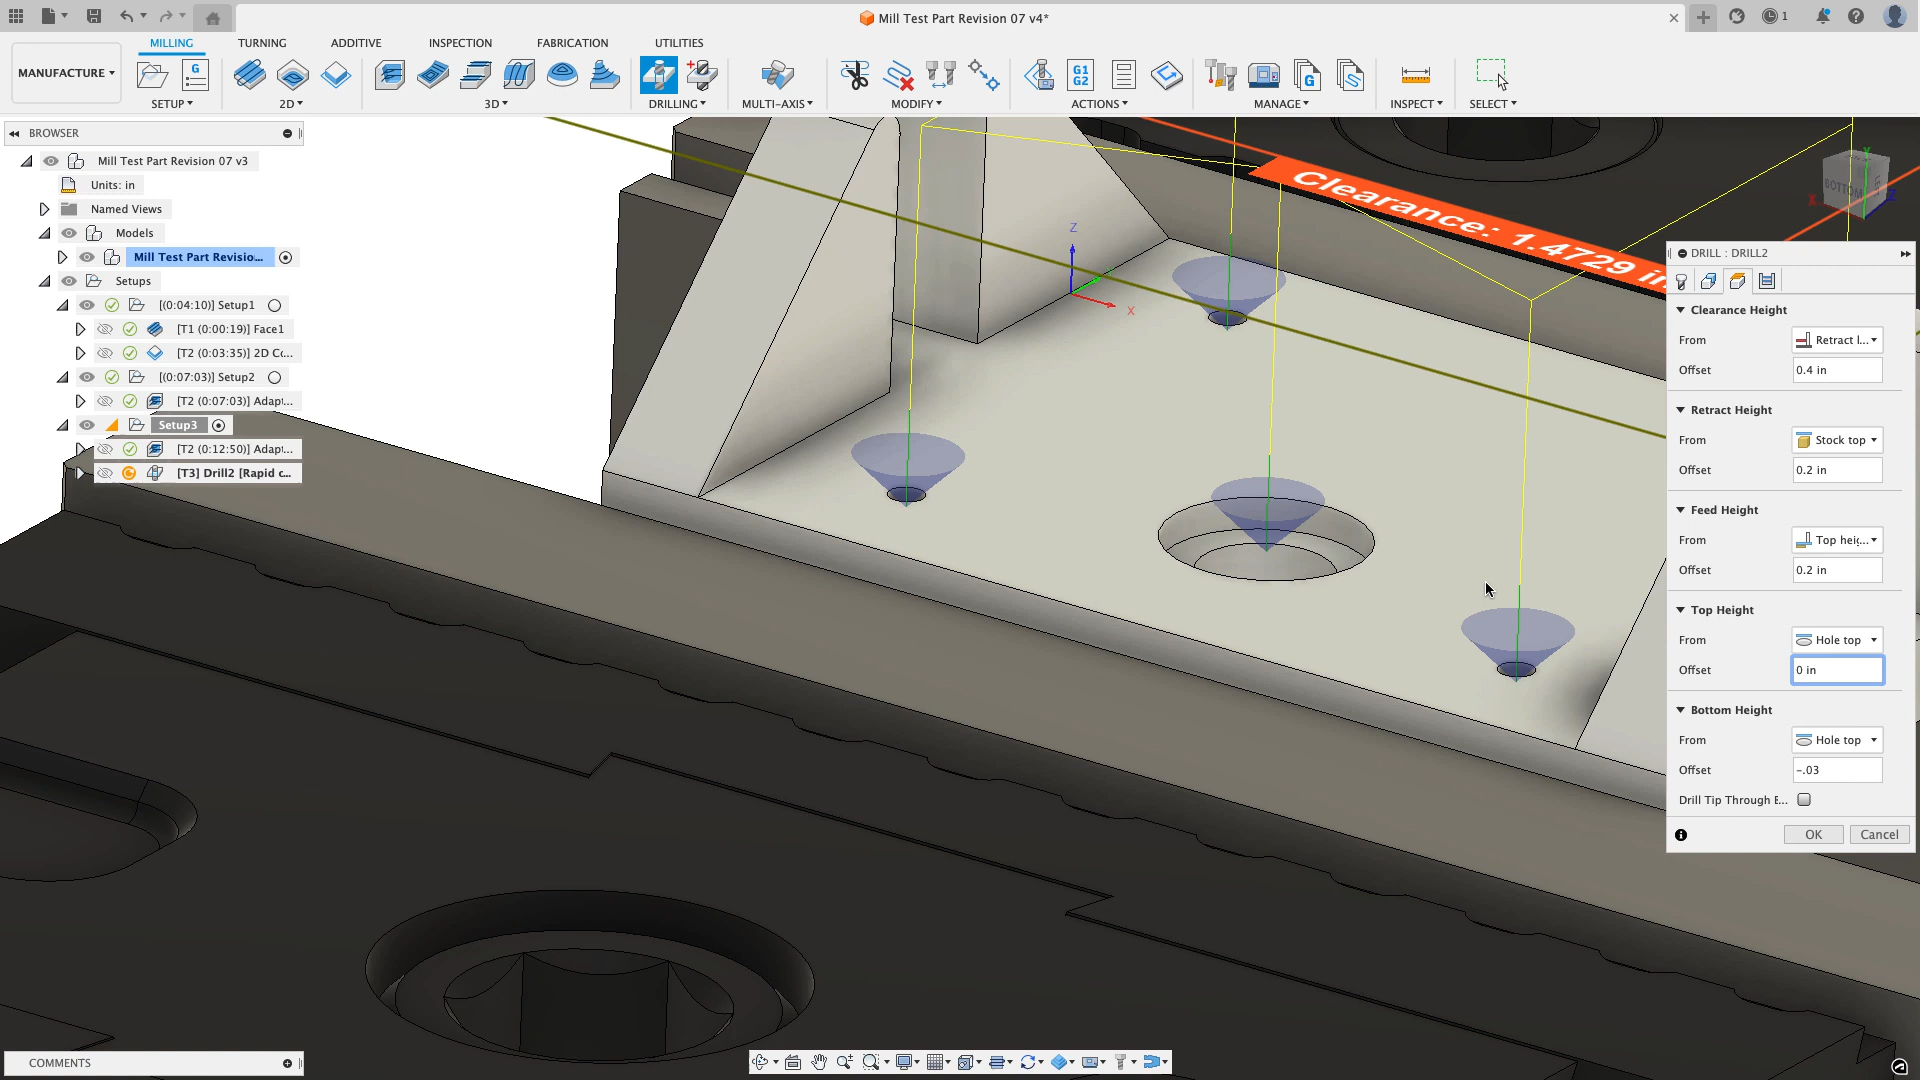 Mill Test Part Revision 07 v4*
1
MANUFACTURE
MILLING
TURNING
ADDITIVE
INSPECTION
FABRICATION
UTILITIES
G
G1
G2
G
SETUP
2D
3D
DRILLING
MULTI-AXIS
MODIFY
ACTIONS
MANAGE
INSPECT
SELECT
BROWSER
Mill Test Part Revision 07 v3
Units: in
Named Views
Models
Mill Test Part Revisio...
Setups
[(0:04:10)] Setup1
[T1 (0:00:19)] Face1
[T2 (0:03:35)] 2D Co...
[(0:07:03)] Setup2
[T2 (0:07:03)] Adapt...
Setup3
[T2 (0:12:50)] Adapt...
[T3] Drill2 [Rapid c...
Clearance: 1.4729 in
Z
X
BOTTOM
Y
X
Z
DRILL : DRILL2
Clearance Height
From
Retract l...
Offset
0.4 in
Retract Height
From
Stock top
Offset
0.2 in
Feed Height
From
Top heig...
Offset
0.2 in
Top Height
From
Hole top
Offset
0 in
Bottom Height
From
Hole top
Offset
-.03
Drill Tip Through B...
OK
Cancel
COMMENTS